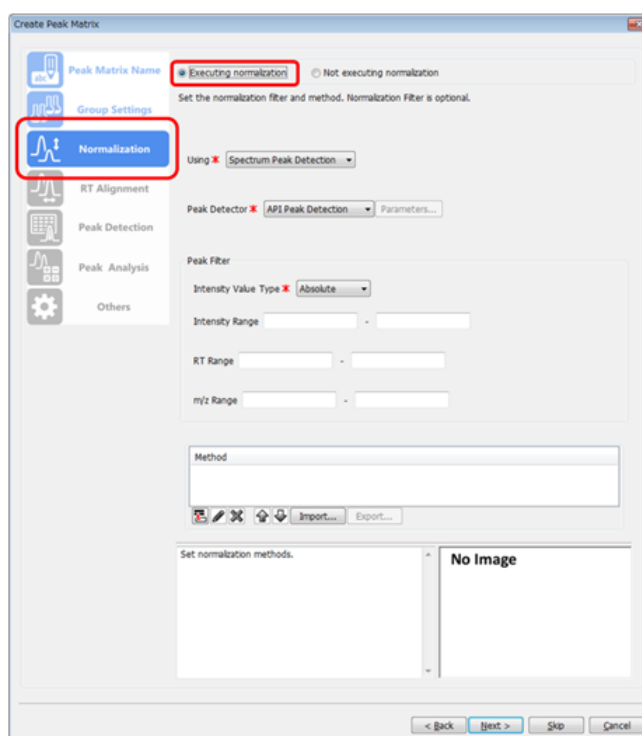 Create Peak Matrix
abc
Peak Matrix Name
Group Settings
Normalization
RT Alignment
Peak Detection
Peak Analysis
Others
Executing normalization
Not executing normalization
Set the normalization filter and method. Normalization Filter is optional.
Using * Spectrum Peak Detection
Peak Detector * API Peak Detection Parameters...
Peak Filter
Intensity Value Type * Absolute
Intensity Range -
RT Range -
m/z Range -
Method
Import... Export...
Set normalization methods.
No Image
< Back Next > Skip Cancel